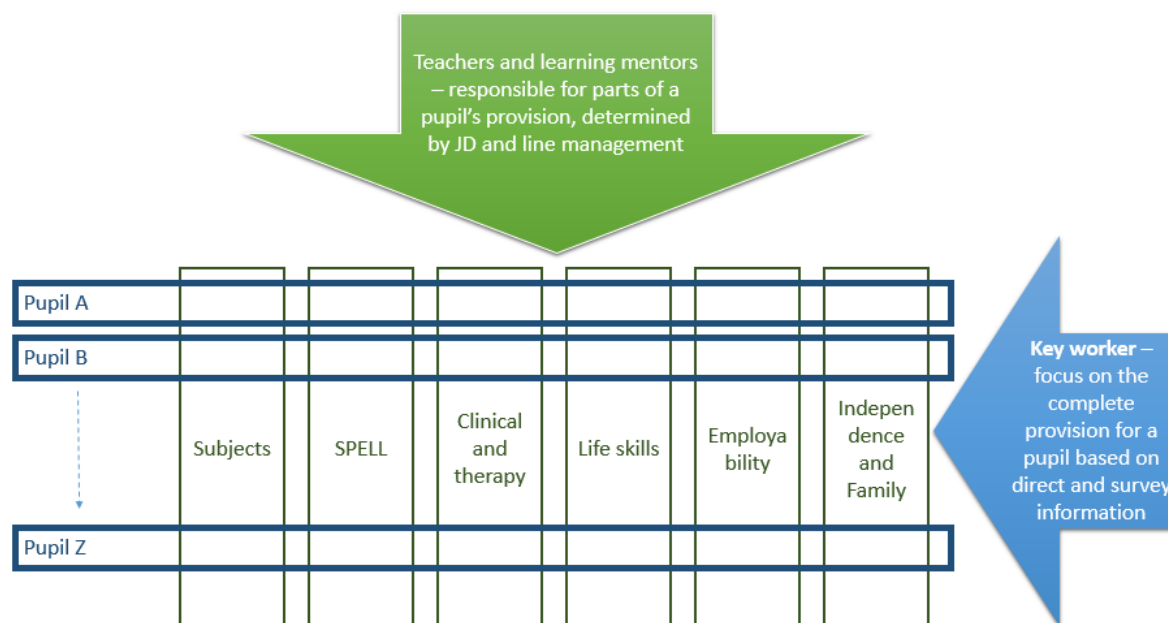 Teachers and learning mentors
– responsible for parts of a
pupil's provision, determined
by JD and line management
Pupil A
Pupil B
Subjects
SPELL
Clinical
and
therapy
Life skills
Employa
bility
Indepen
dence
and
Family
Pupil Z
Key worker –
focus on the
complete
provision for a
pupil based on
direct and survey
information